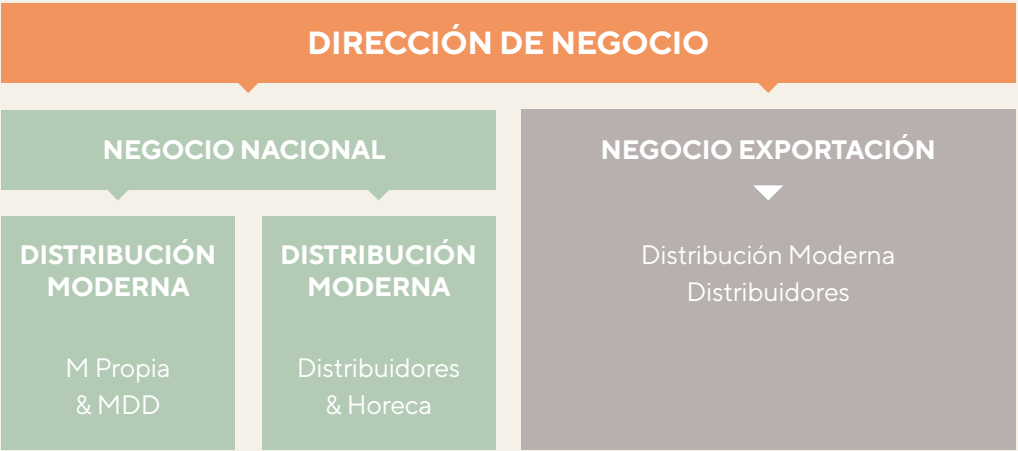 DIRECCIÓN DE NEGOCIO
NEGOCIO NACIONAL
DISTRIBUCIÓN
MODERNA
M Propia
& MDD
DISTRIBUCIÓN
MODERNA
Distribuidores
& Horeca
NEGOCIO EXPORTACIÓN
Distribución Moderna
Distribuidores